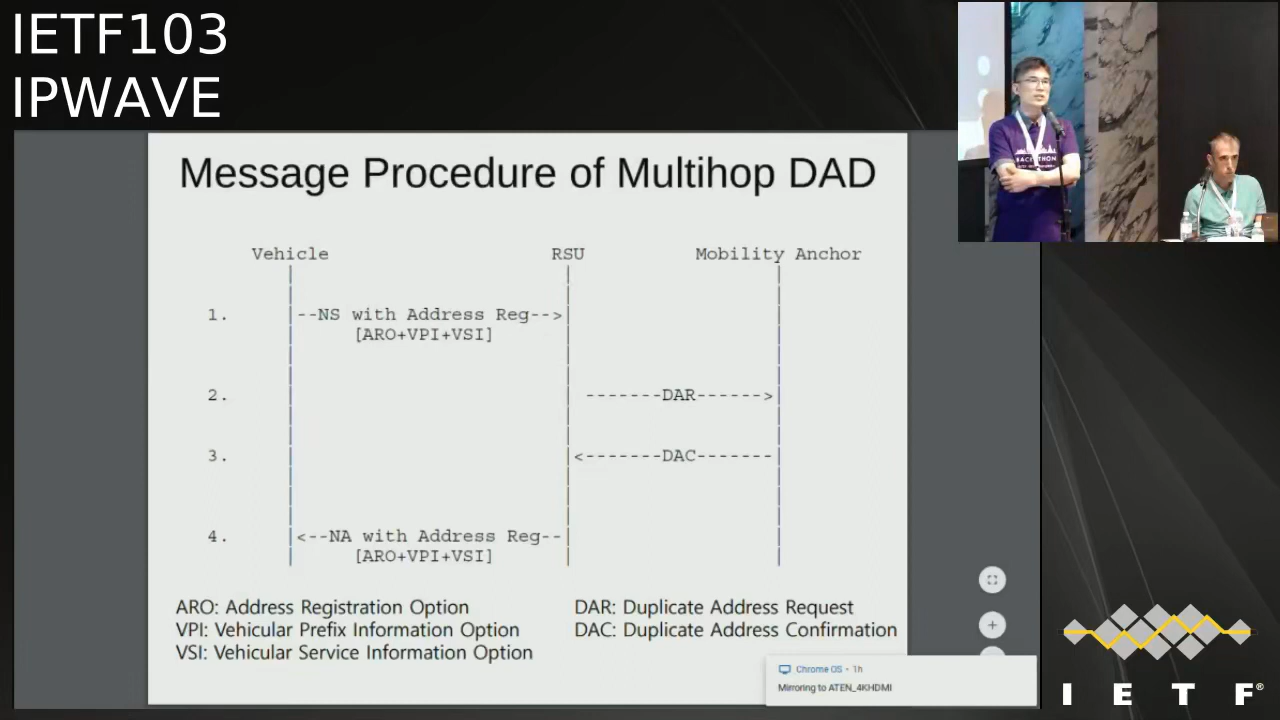 IETF103
IPWAVE
Message Procedure of Multihop DAD
Vehicle RSU Mobility Anchor
1. --NS with Address Reg-->
[ARO+VPI+VSI]
2. -------DAR------>
3. <-------DAC-------
4. <--NA with Address Reg--
[ARO+VPI+VSI]
ARO: Address Registration Option
VPI: Vehicular Prefix Information Option
VSI: Vehicular Service Information Option
DAR: Duplicate Address Request
DAC: Duplicate Address Confirmation
Chrome OS • 1h
Mirroring to ATEN_4KHDMI
I E T F®